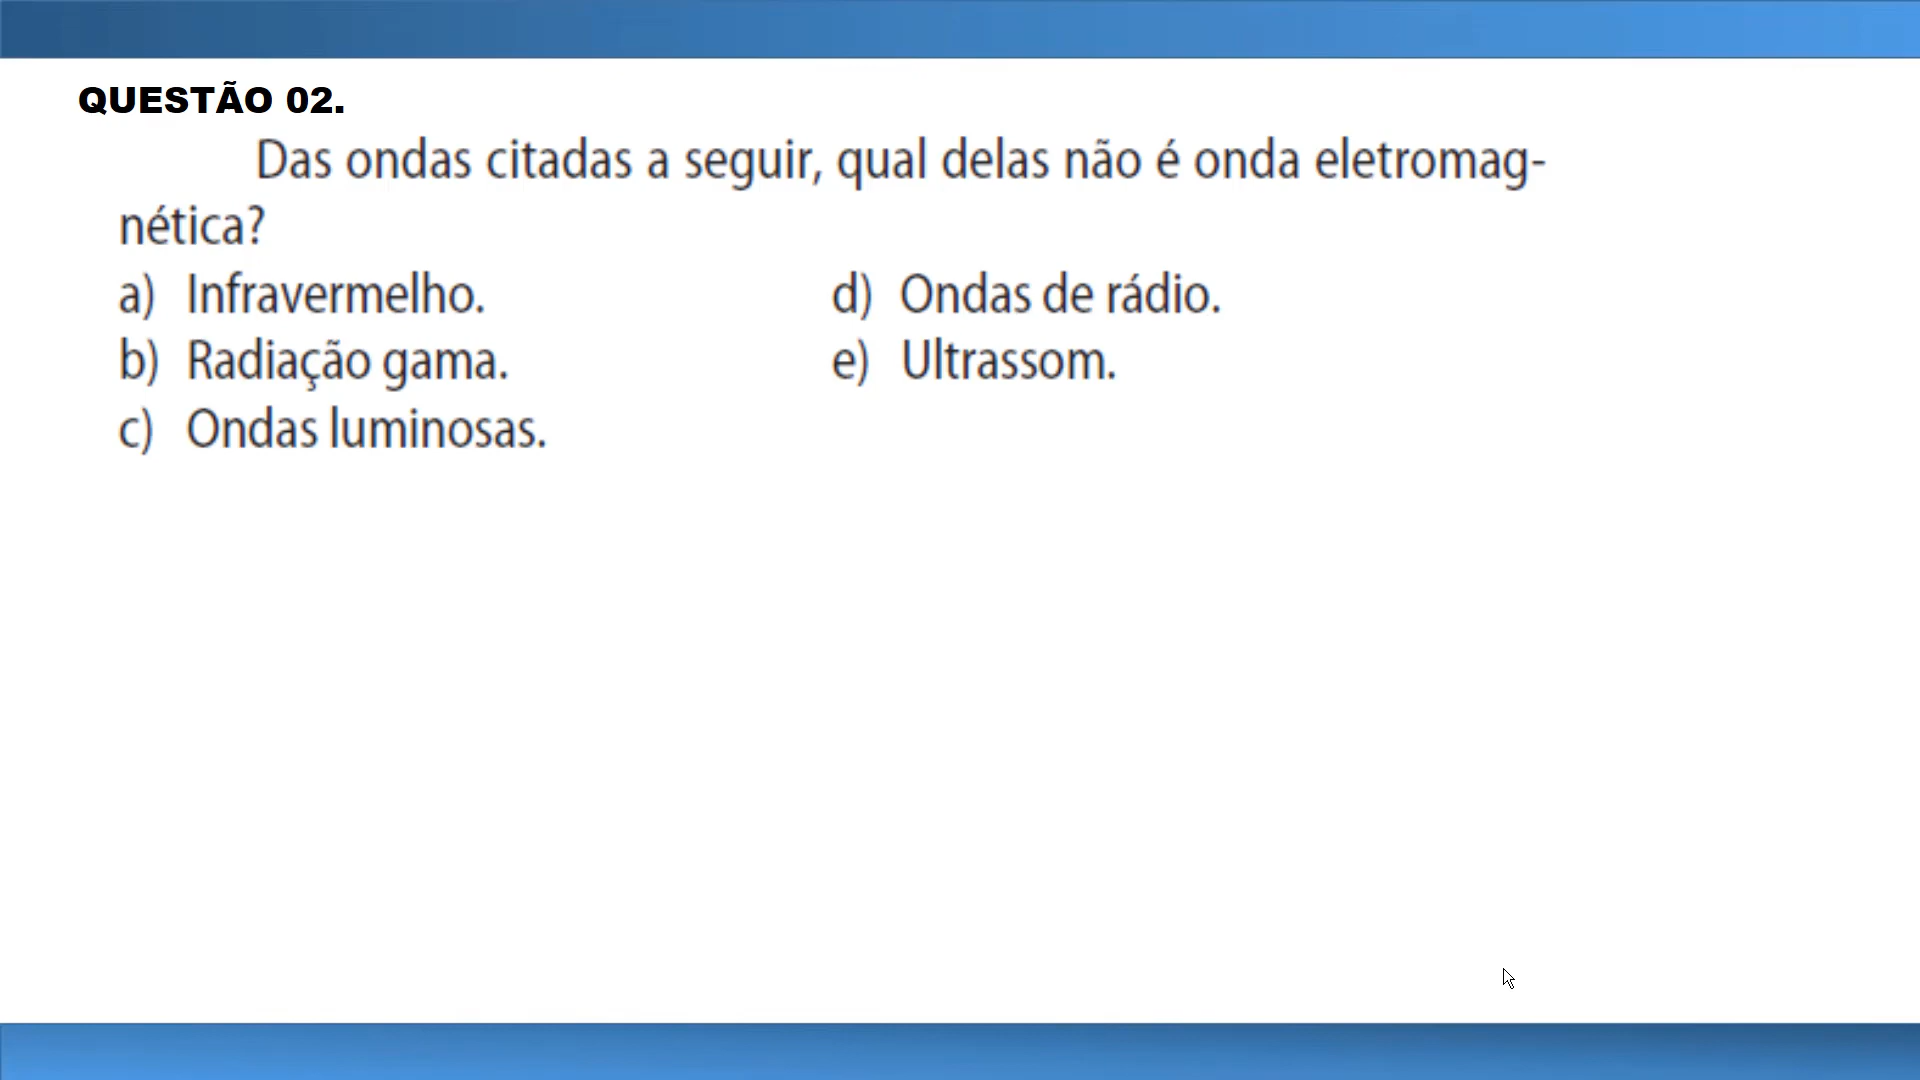 QUESTÃO 02.
Das ondas citadas a seguir, qual delas não é onda eletromag-
nética?
a) Infravermelho.
b) Radiação gama.
c) Ondas luminosas.
d) Ondas de rádio.
e) Ultrassom.